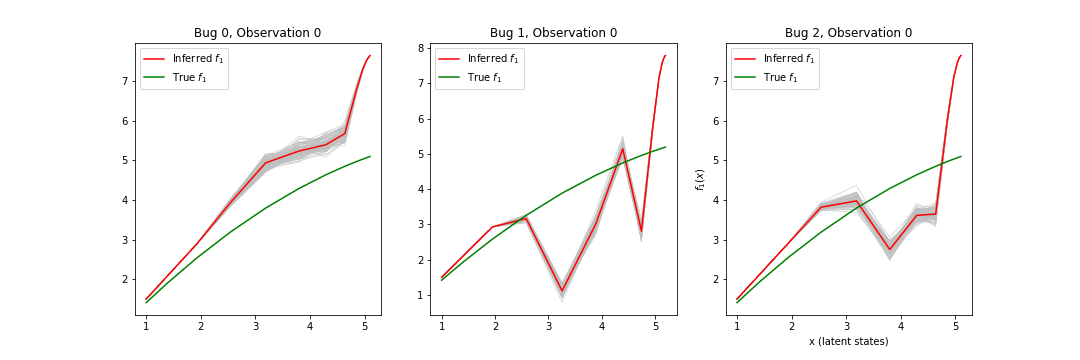 Bug 0, Observation 0
Inferred f₁
True f₁
7
6
5
4
3
2
1 2 3 4 5
Bug 1, Observation 0
Inferred f₁
True f₁
8
7
6
5
4
3
2
1
1 2 3 4 5
Bug 2, Observation 0
Inferred f₁
True f₁
f₁(x)
7
6
5
4
3
2
1 2 3 4 5
x (latent states)